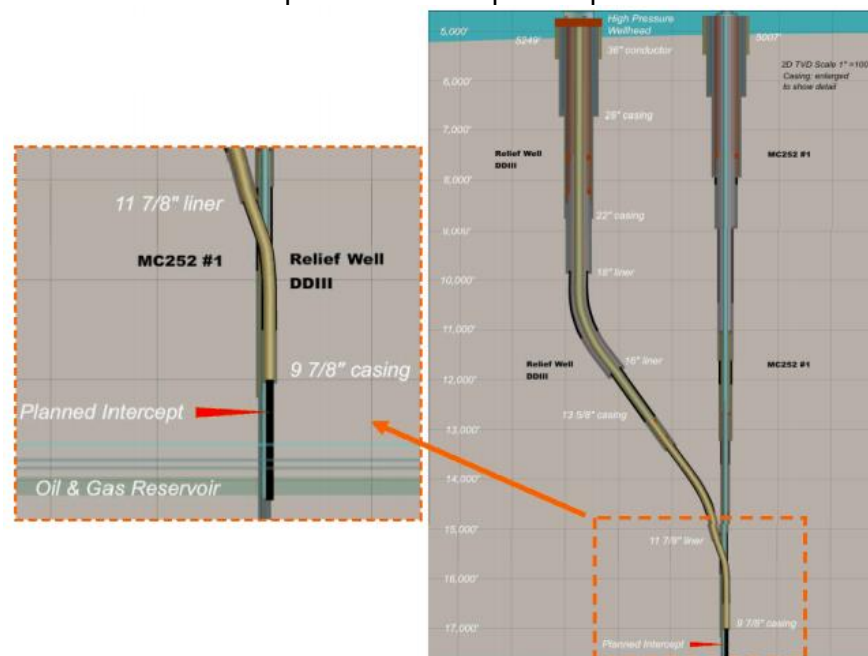 5,000'
High Pressure
Wellhead
5249'
36" conductor
5007'
2D TVD Scale 1" =100
Casing: enlarged
to show detail
6,000'
28" casing
7,000'
Relief Well
DDIII
MC252 #1
8,000'
22" casing
9,000'
18" liner
10,000'
11,000'
16" liner
Relief Well
DDIII
MC252 #1
12,000'
13 5/8" casing
13,000'
14,000'
15,000'
11 7/8" liner
16,000'
9 7/8" casing
17,000'
Planned Intercept
11 7/8" liner
MC252 #1
Relief Well
DDIII
9 7/8" casing
Planned Intercept
Oil & Gas Reservoir